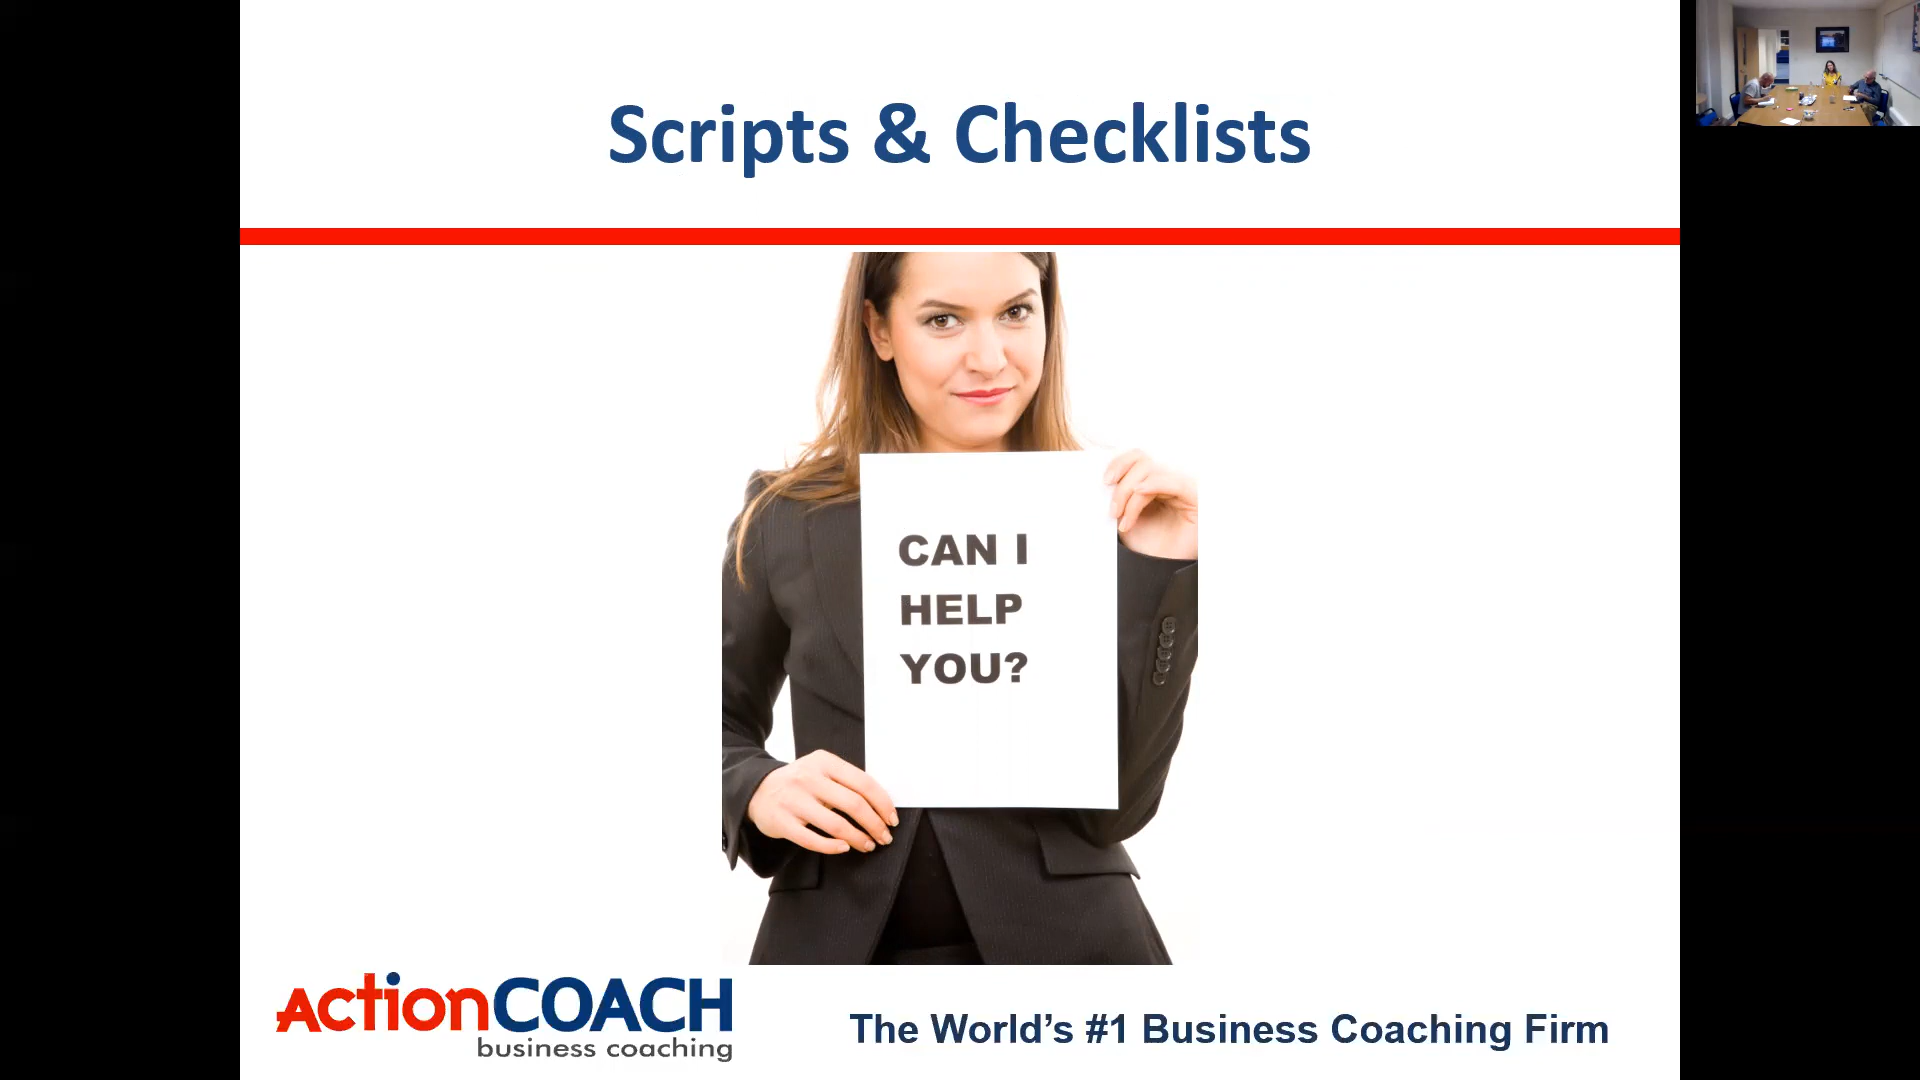 Scripts & Checklists
CAN I
HELP
YOU?
ActionCOACH
business coaching
The World’s #1 Business Coaching Firm